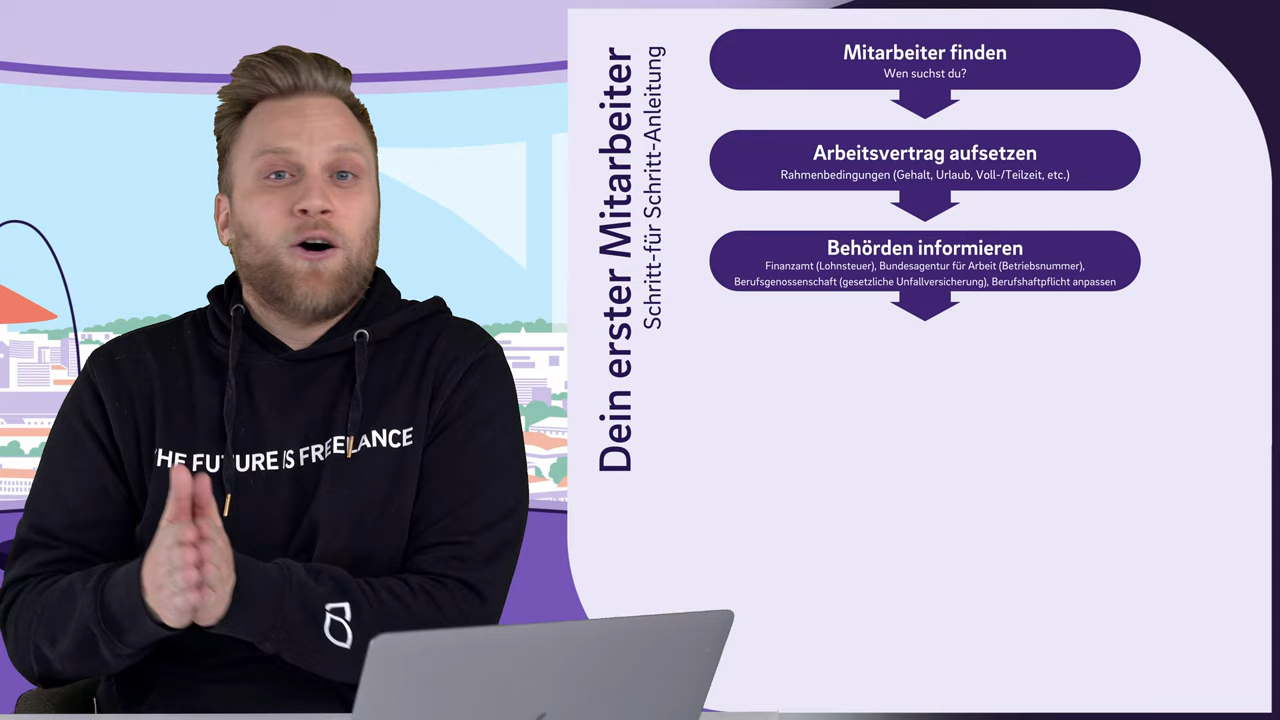 Dein erster Mitarbeiter
Schritt-für Schritt-Anleitung
Mitarbeiter finden
Wen suchst du?
Arbeitsvertrag aufsetzen
Rahmenbedingungen (Gehalt, Urlaub, Voll-/Teilzeit, etc.)
Behörden informieren
Finanzamt (Lohnsteuer), Bundesagentur für Arbeit (Betriebsnummer),
Berufsgenossenschaft (gesetzliche Unfallversicherung), Berufshaftpflicht anpassen
THE FUTURE IS FREELANCE